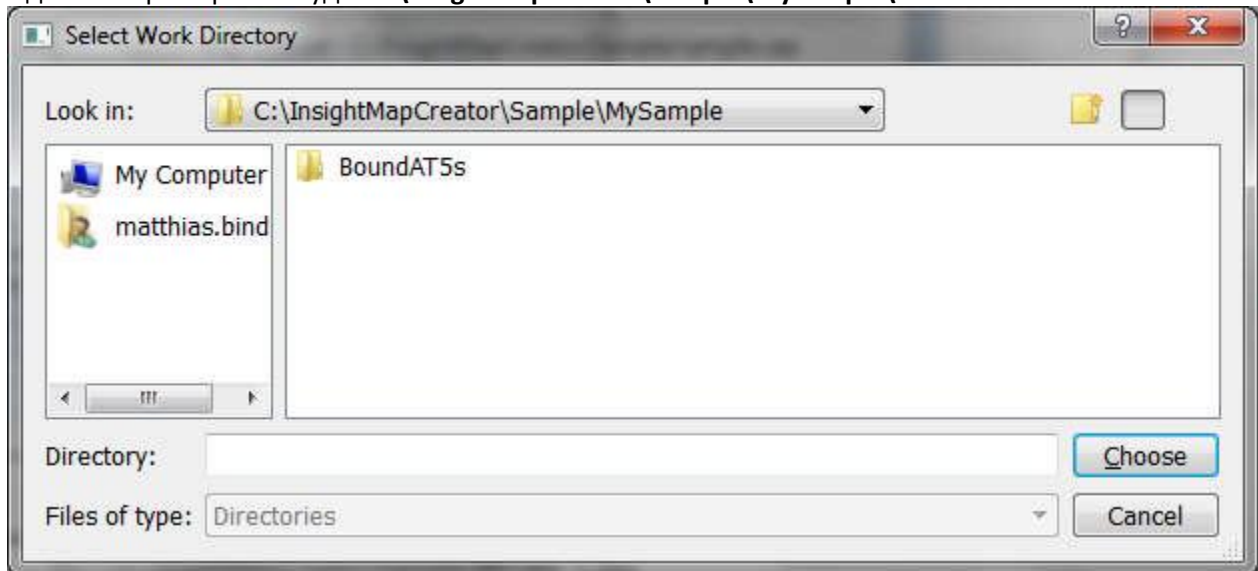 Select Work Directory
Look in:
C:\InsightMapCreator\Sample\MySample
My Computer
BoundAT5s
matthias.bind
Directory:
Choose
Files of type:
Directories
Cancel